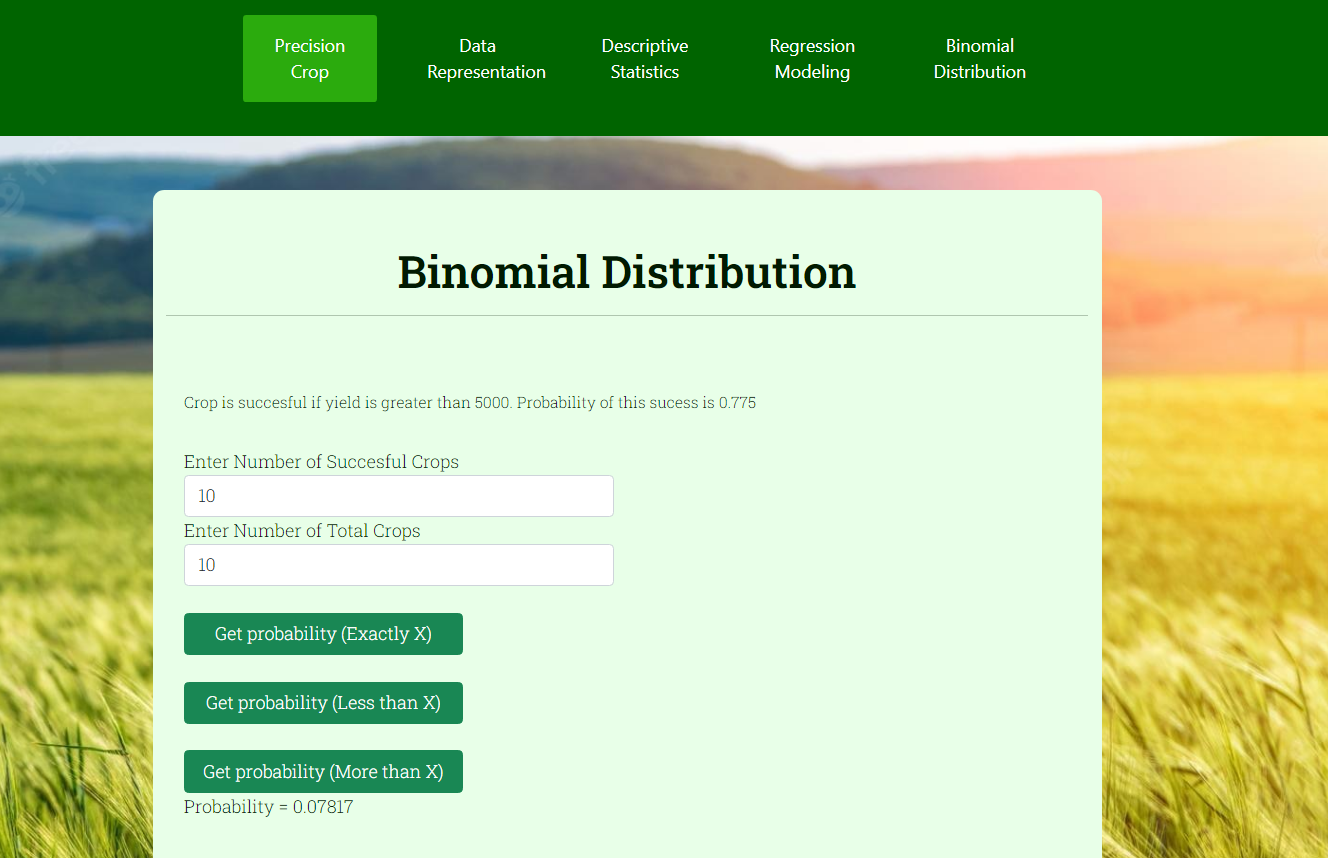 Precision
Crop
Data
Representation
Descriptive
Statistics
Regression
Modeling
Binomial
Distribution
Binomial Distribution
Crop is succesful if yield is greater than 5000. Probability of this sucess is 0.775
Enter Number of Succesful Crops
10
Enter Number of Total Crops
10
Get probability (Exactly X)
Get probability (Less than X)
Get probability (More than X)
Probability = 0.07817